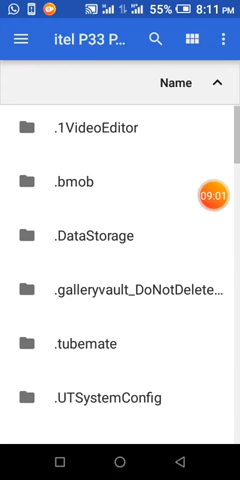 55% 8:11 PM
itel P33 P...
Name
.1VideoEditor
.bmob
09:01
.DataStorage
.galleryvault_DoNotDelete...
.tubemate
.UTSystemConfig